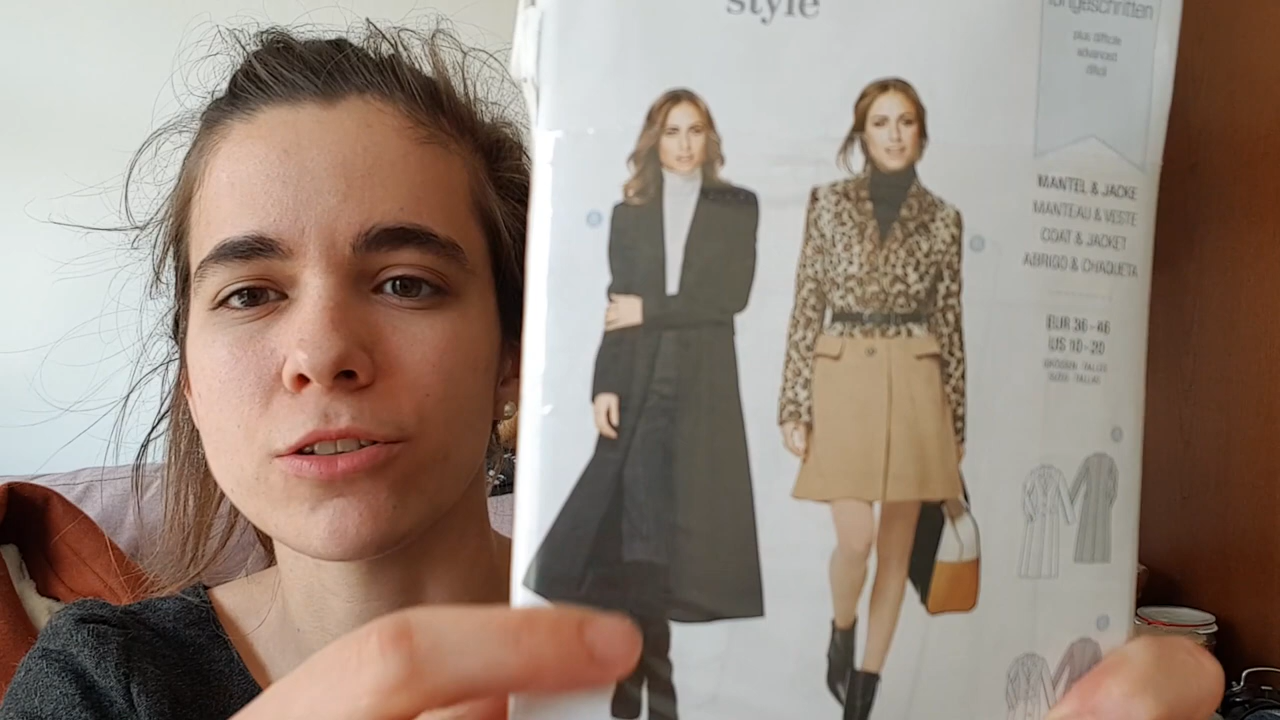 style
fortgeschritten
plus difficile
advanced
difícil
MANTEL & JACKE
MANTEAU & VESTE
COAT & JACKET
ABRIGO & CHAQUETA
EUR 36 - 46
US 10 - 20